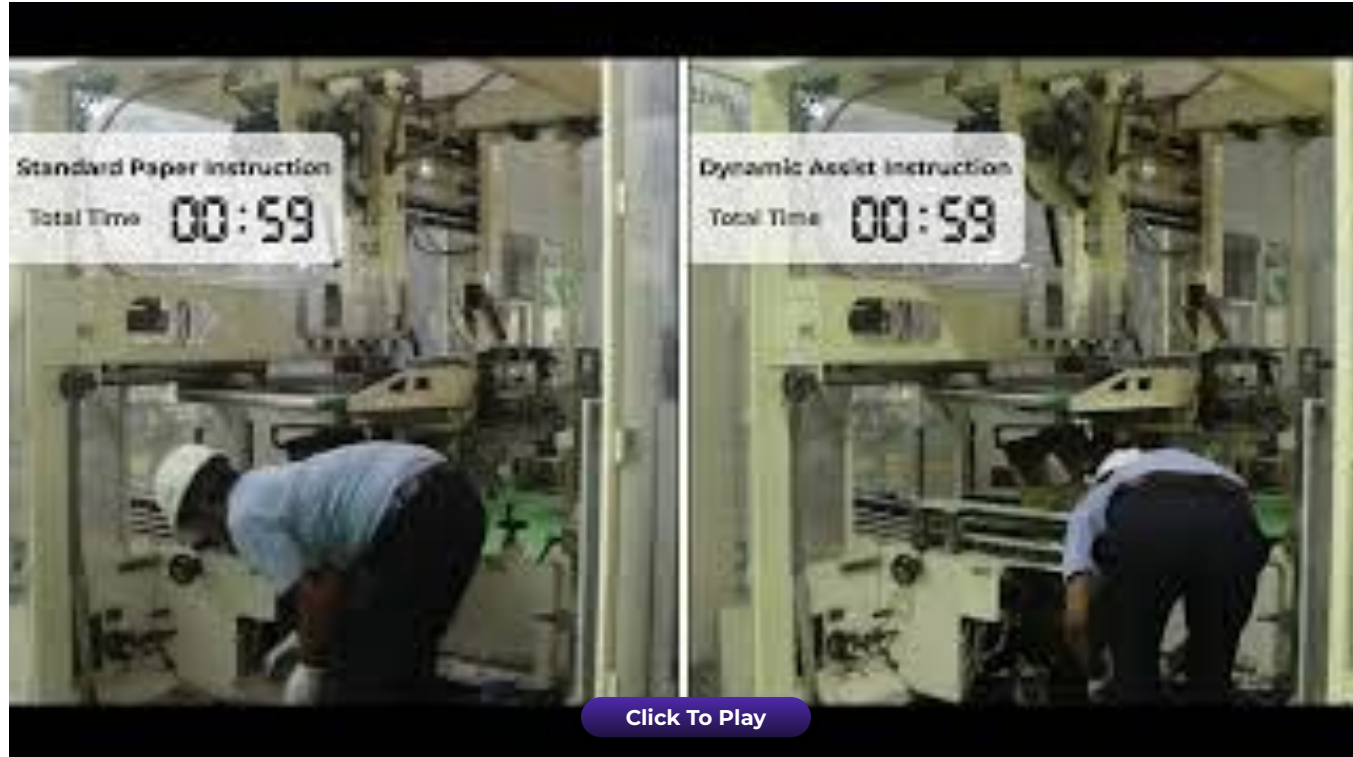 Standard Paper Instruction
Total Time 00:59
Dynamic Assist Instruction
Total Time 00:59
Click To Play